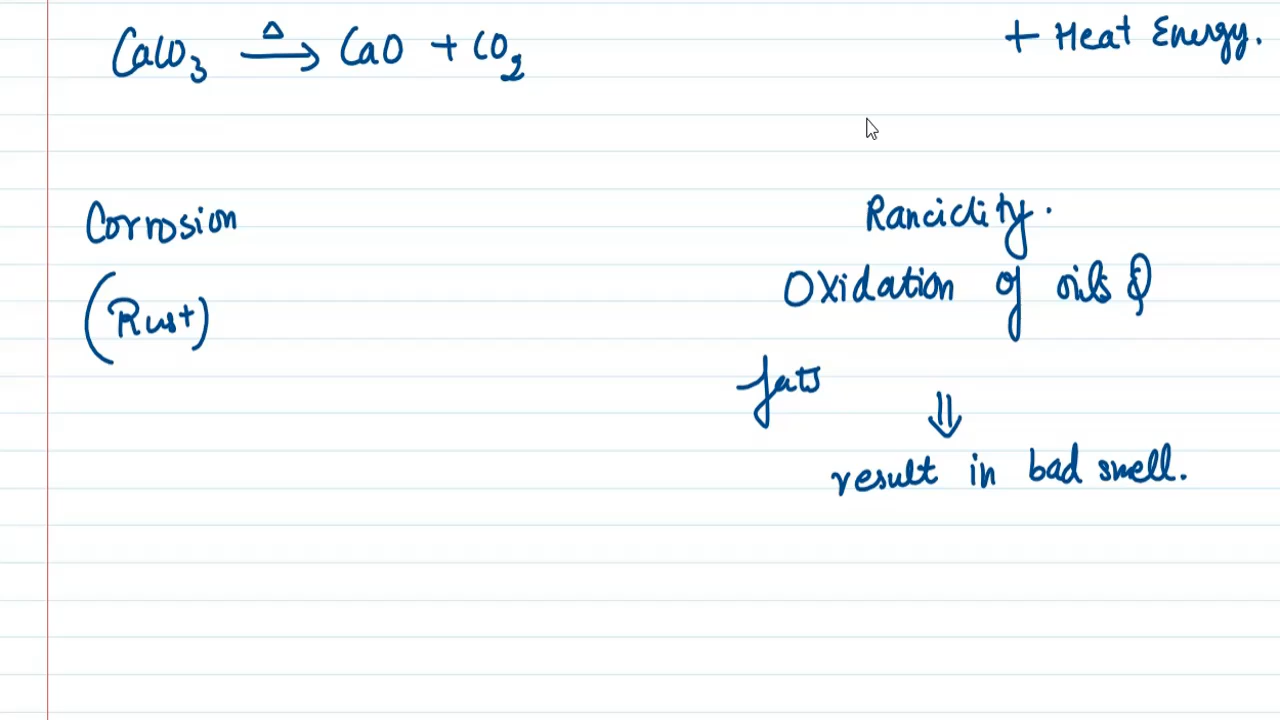 CaCO₃ —Δ→ CaO + CO₂
+ Heat Energy.
Corrosion
(Rust)
Rancidity.
Oxidation of oils &
fats
⇓
result in bad smell.